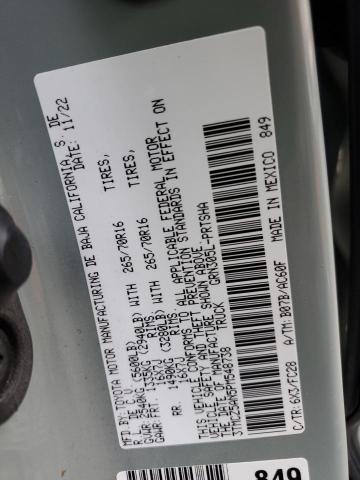 MFD. BY: TOYOTA MOTOR MANUFACTURING DE BAJA CALIFORNIA, S. DE
R. L. DE C.V. DATE: 11/22
GVWR: 2540KG (5600LB)
GAWR: FRT. 1335KG (2940LB) WITH 265/70R16 TIRES,
16X7J RIMS,
RR. 1490KG (3280LB) WITH 265/70R16 TIRES,
16X7J RIMS,
THIS VEHICLE CONFORMS TO ALL APPLICABLE FEDERAL MOTOR
VEHICLE SAFETY AND THEFT PREVENTION STANDARDS IN EFFECT ON
THE DATE OF MANUFACTURE SHOWN ABOVE.
3TMCZ5AN5PM548738 TRUCK GRN305L-PRTSHA
C/TR: 6X3/FC28 A/TM: B07B/AC60F MADE IN MEXICO 849
849